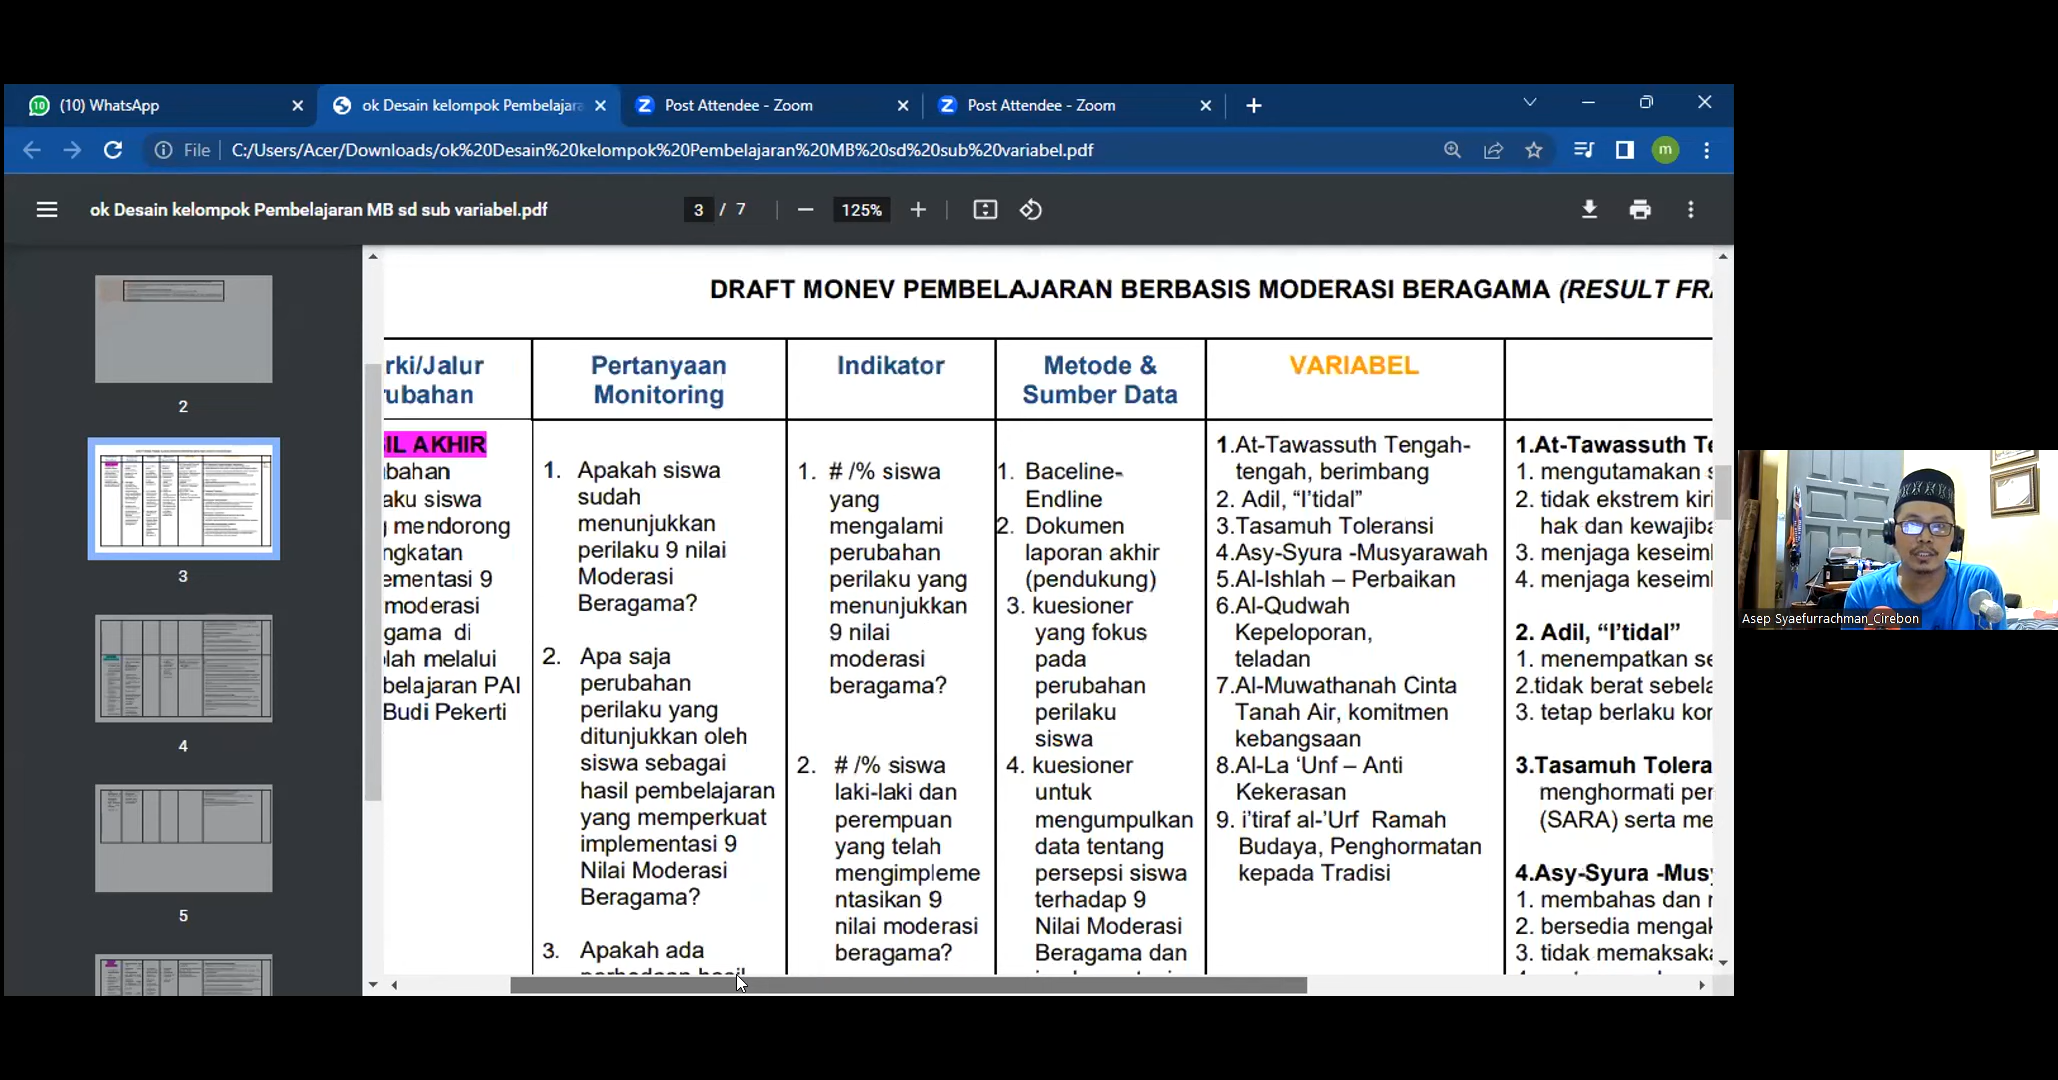 (10) WhatsApp
ok Desain kelompok Pembelajara
Post Attendee - Zoom
Post Attendee - Zoom
File
C:/Users/Acer/Downloads/ok%20Desain%20kelompok%20Pembelajaran%20MB%20sd%20sub%20variabel.pdf
m
ok Desain kelompok Pembelajaran MB sd sub variabel.pdf
3 / 7
125%
2
3
4
5
DRAFT MONEV PEMBELAJARAN BERBASIS MODERASI BERAGAMA (RESULT FRA
rki/Jalur
ubahan
IL AKHIR
bahan
aku siswa
mendorong
ngkatan
ementasi 9
moderasi
gama di
lah melalui
belajaran PAI
Budi Pekerti
Pertanyaan
Monitoring
1. Apakah siswa
sudah
menunjukkan
perilaku 9 nilai
Moderasi
Beragama?
2. Apa saja
perubahan
perilaku yang
ditunjukkan oleh
siswa sebagai
hasil pembelajaran
yang memperkuat
implementasi 9
Nilai Moderasi
Beragama?
3. Apakah ada
Indikator
1. # /% siswa
yang
mengalami
perubahan
perilaku yang
menunjukkan
9 nilai
moderasi
beragama?
2. # /% siswa
laki-laki dan
perempuan
yang telah
mengimpleme
ntasikan 9
nilai moderasi
beragama?
Metode &
Sumber Data
1. Baceline-
Endline
2. Dokumen
laporan akhir
(pendukung)
3. kuesioner
yang fokus
pada
perubahan
perilaku
siswa
4. kuesioner
untuk
mengumpulkan
data tentang
persepsi siswa
terhadap 9
Nilai Moderasi
Beragama dan
VARIABEL
1.At-Tawassuth Tengah-
tengah, berimbang
2. Adil, “I’tidal”
3.Tasamuh Toleransi
4.Asy-Syura -Musyarawah
5.Al-Ishlah – Perbaikan
6.Al-Qudwah
Kepeloporan,
teladan
7.Al-Muwathanah Cinta
Tanah Air, komitmen
kebangsaan
8.Al-La ‘Unf – Anti
Kekerasan
9. i’tiraf al-’Urf Ramah
Budaya, Penghormatan
kepada Tradisi
1.At-Tawassuth Te
1. mengutamakan s
2. tidak ekstrem kiri
hak dan kewajiba
3. menjaga keseiml
4. menjaga keseiml
2. Adil, “I’tidal”
1. menempatkan se
2.tidak berat sebela
3. tetap berlaku kor
3.Tasamuh Tolera
menghormati per
(SARA) serta me
4.Asy-Syura -Musy
1. membahas dan r
2. bersedia mengak
3. tidak memaksaka
Asep Syaefurrachman_Cirebon